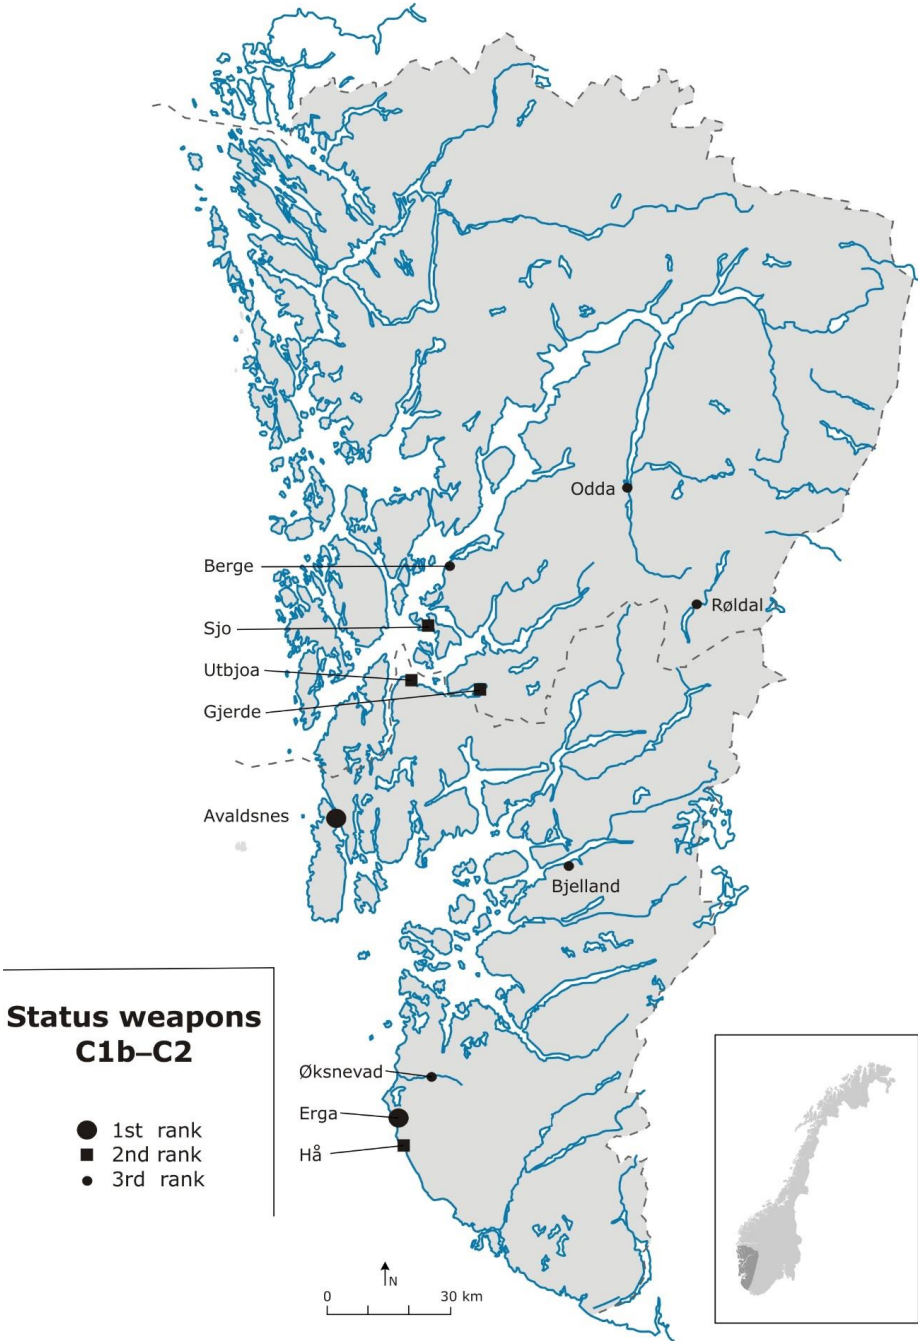 Odda
Berge
Røldal
Sjo
Utbjoa
Gjerde
Avaldsnes
Bjelland
Status weapons
C1b–C2
1st rank
2nd rank
3rd rank
Øksnevad
Erga
Hå
N
0 30 km